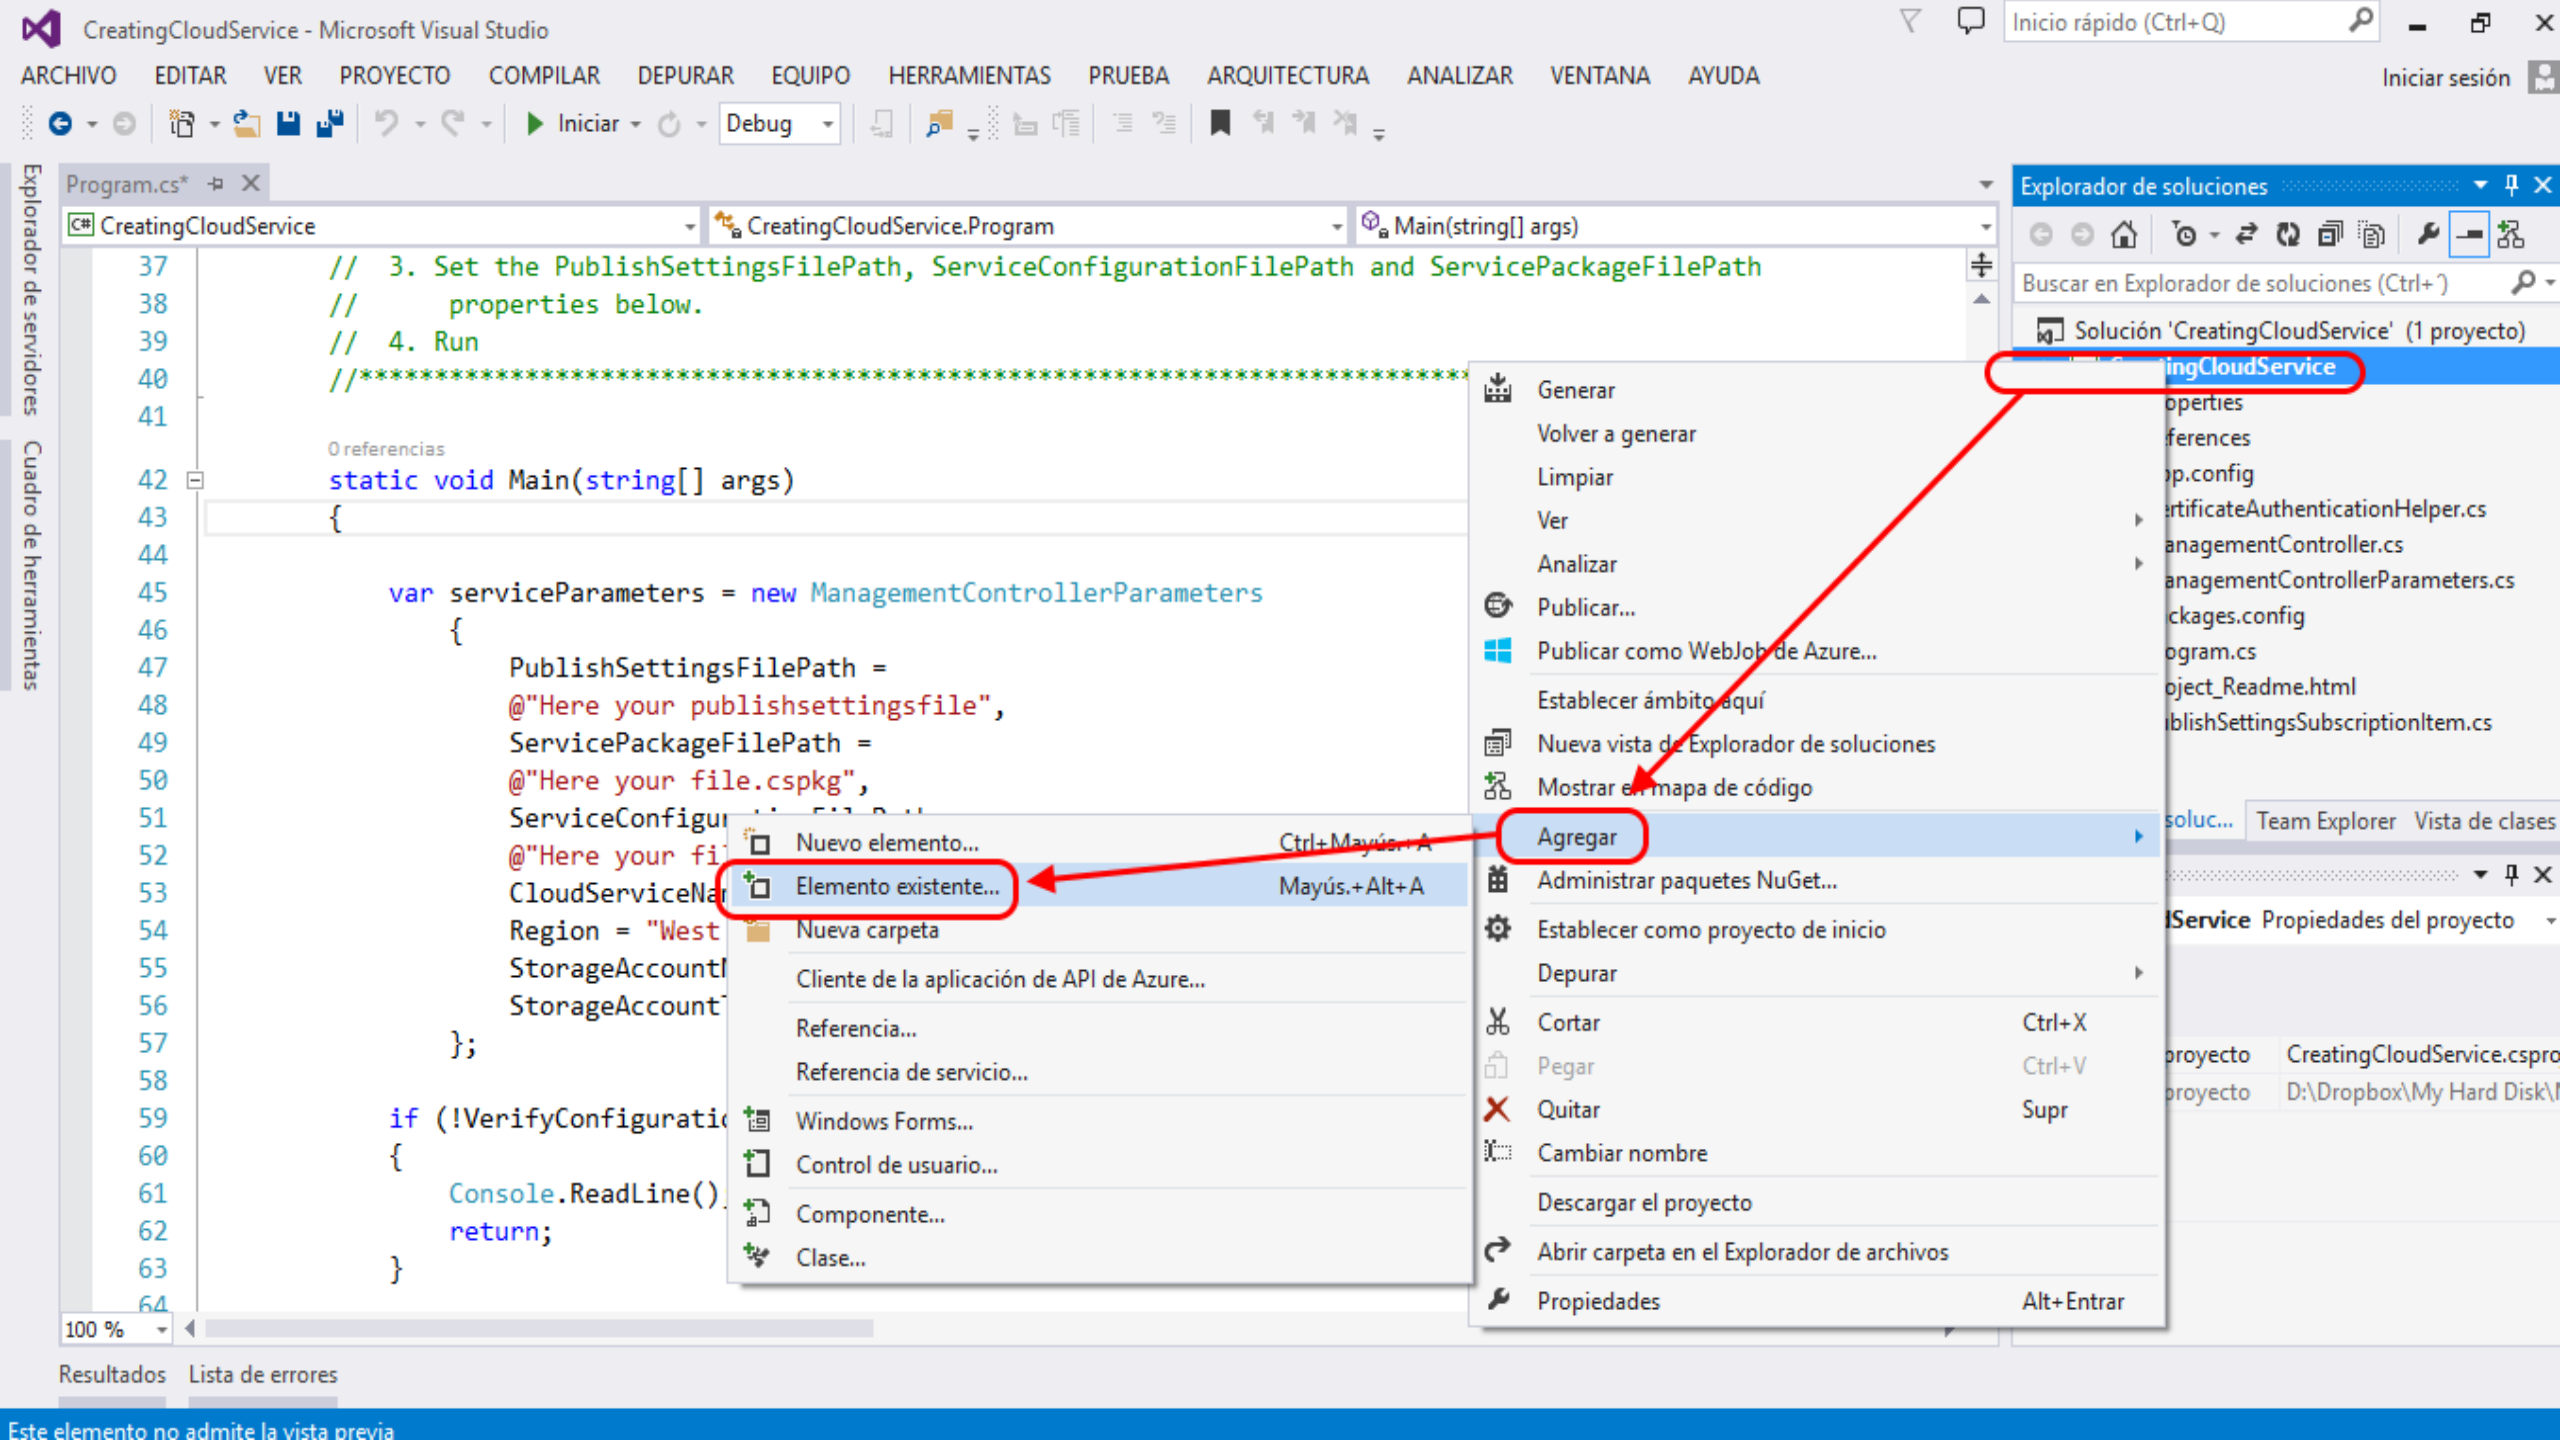 CreatingCloudService - Microsoft Visual Studio
Inicio rápido (Ctrl+Q)
ARCHIVO EDITAR VER PROYECTO COMPILAR DEPURAR EQUIPO HERRAMIENTAS PRUEBA ARQUITECTURA ANALIZAR VENTANA AYUDA
Iniciar sesión
Iniciar Debug
Explorador de servidores
Cuadro de herramientas
Program.cs*
C# CreatingCloudService
CreatingCloudService.Program
Main(string[] args)
37 // 3. Set the PublishSettingsFilePath, ServiceConfigurationFilePath and ServicePackageFilePath
38 // properties below.
39 // 4. Run
40 //**************************************************************************
41
0 referencias
42 static void Main(string[] args)
43 {
44
45 var serviceParameters = new ManagementControllerParameters
46 {
47 PublishSettingsFilePath =
48 @"Here your publishsettingsfile",
49 ServicePackageFilePath =
50 @"Here your file.cspkg",
51 ServiceConfigurationFilePath
52 @"Here your fi
53 CloudServiceNa
54 Region = "West
55 StorageAccountN
56 StorageAccountT
57 };
58
59 if (!VerifyConfiguratio
60 {
61 Console.ReadLine()
62 return;
63 }
64
100 %
Resultados Lista de errores
Este elemento no admite la vista previa
Nuevo elemento... Ctrl+Mayús.+A
Elemento existente... Mayús.+Alt+A
Nueva carpeta
Cliente de la aplicación de API de Azure...
Referencia...
Referencia de servicio...
Windows Forms...
Control de usuario...
Componente...
Clase...
Generar
Volver a generar
Limpiar
Ver
Analizar
Publicar...
Publicar como WebJob de Azure...
Establecer ámbito aquí
Nueva vista de Explorador de soluciones
Mostrar en mapa de código
Agregar
Administrar paquetes NuGet...
Establecer como proyecto de inicio
Depurar
Cortar Ctrl+X
Pegar Ctrl+V
Quitar Supr
Cambiar nombre
Descargar el proyecto
Abrir carpeta en el Explorador de archivos
Propiedades Alt+Entrar
Explorador de soluciones
Buscar en Explorador de soluciones (Ctrl+´)
Solución 'CreatingCloudService' (1 proyecto)
ingCloudService
operties
ferences
pp.config
rtificateAuthenticationHelper.cs
anagementController.cs
anagementControllerParameters.cs
ckages.config
ogram.cs
oject_Readme.html
ublishSettingsSubscriptionItem.cs
soluc... Team Explorer Vista de clases
dService Propiedades del proyecto
proyecto CreatingCloudService.cspro
proyecto D:\Dropbox\My Hard Disk\